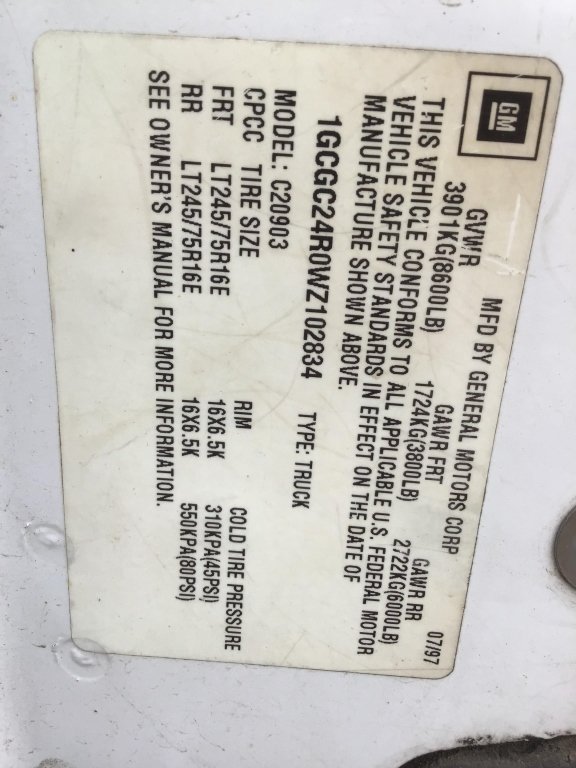 GM
MFD BY GENERAL MOTORS CORP 07/97
GVWR GAWR FRT GAWR RR
3901KG(8600LB) 1724KG(3800LB) 2722KG(6000LB)
THIS VEHICLE CONFORMS TO ALL APPLICABLE U.S. FEDERAL MOTOR
VEHICLE SAFETY STANDARDS IN EFFECT ON THE DATE OF
MANUFACTURE SHOWN ABOVE.
1GCGC24R0WZ102834 TYPE: TRUCK
MODEL: C20903
CPCC TIRE SIZE RIM COLD TIRE PRESSURE
FRT LT245/75R16E 16X6.5K 310KPA(45PSI)
RR LT245/75R16E 16X6.5K 550KPA(80PSI)
SEE OWNER'S MANUAL FOR MORE INFORMATION.